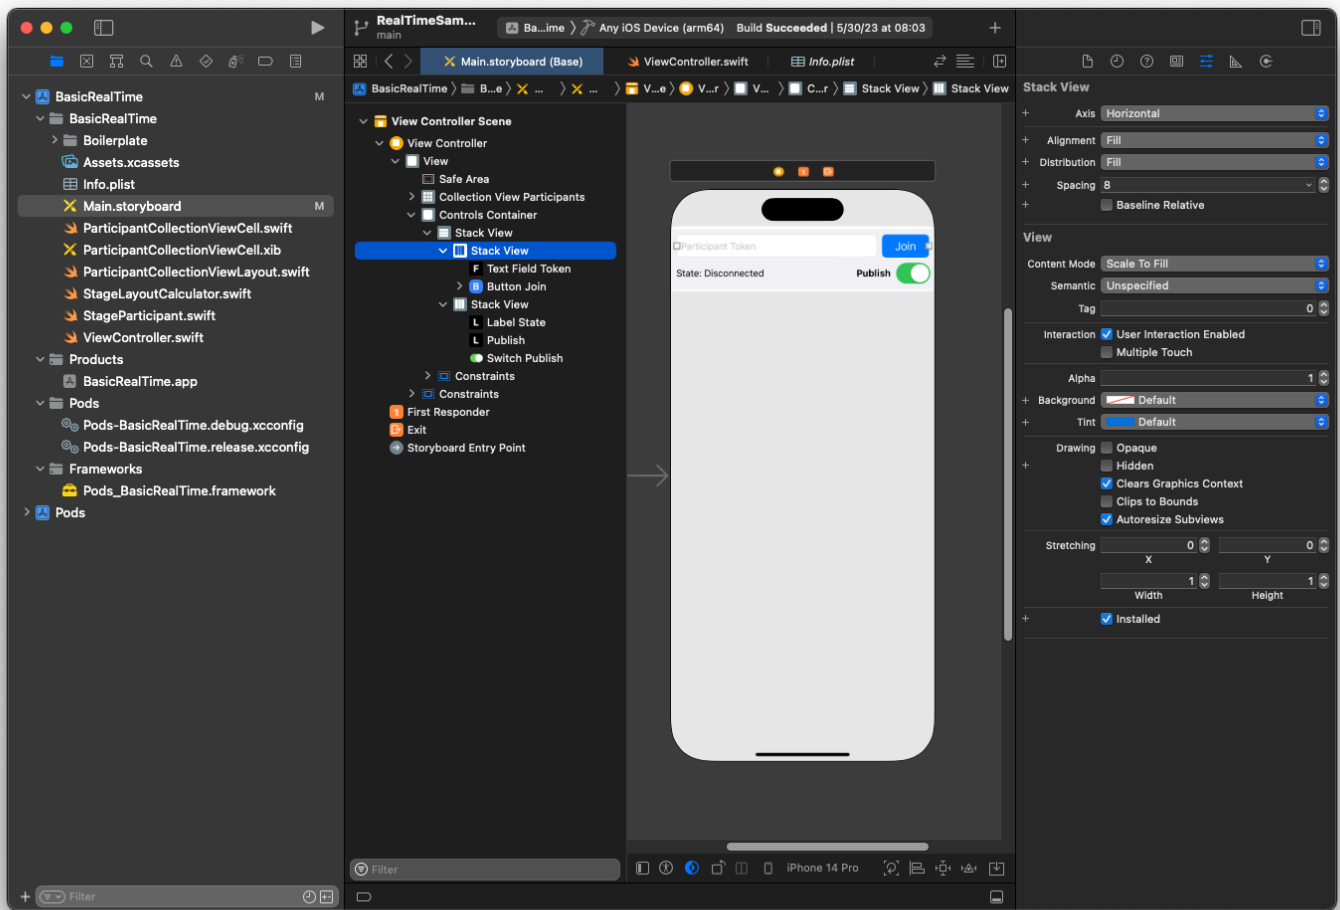 RealTimeSam...
main
Ba...ime
Any iOS Device (arm64)
Build Succeeded | 5/30/23 at 08:03
BasicRealTime
M
BasicRealTime
Boilerplate
Assets.xcassets
Info.plist
Main.storyboard
M
ParticipantCollectionViewCell.swift
ParticipantCollectionViewCell.xib
ParticipantCollectionViewLayout.swift
StageLayoutCalculator.swift
StageParticipant.swift
ViewController.swift
Products
BasicRealTime.app
Pods
Pods-BasicRealTime.debug.xcconfig
Pods-BasicRealTime.release.xcconfig
Frameworks
Pods_BasicRealTime.framework
Pods
Filter
Main.storyboard (Base)
ViewController.swift
Info.plist
BasicRealTime
B...e
...
...
V...e
V...r
V...
C...r
Stack View
Stack View
View Controller Scene
View Controller
View
Safe Area
Collection View Participants
Controls Container
Stack View
Stack View
F Text Field Token
B Button Join
Stack View
L Label State
L Publish
Switch Publish
Constraints
Constraints
1 First Responder
Exit
Storyboard Entry Point
Filter
1
Participant Token
Join
State: Disconnected
Publish
iPhone 14 Pro
Stack View
Axis
Horizontal
Alignment
Fill
Distribution
Fill
Spacing
8
Baseline Relative
View
Content Mode
Scale To Fill
Semantic
Unspecified
Tag
0
Interaction
User Interaction Enabled
Multiple Touch
Alpha
1
Background
Default
Tint
Default
Drawing
Opaque
Hidden
Clears Graphics Context
Clips to Bounds
Autoresize Subviews
Stretching
0
0
X
Y
1
1
Width
Height
Installed